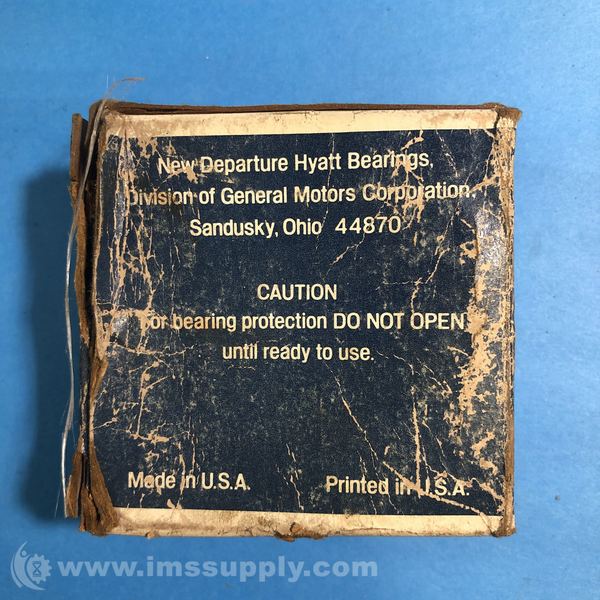 New Departure Hyatt Bearings,
Division of General Motors Corporation,
Sandusky, Ohio 44870
CAUTION
For bearing protection DO NOT OPEN
until ready to use.
Made in U.S.A.
Printed in U.S.A.
www.imssupply.com